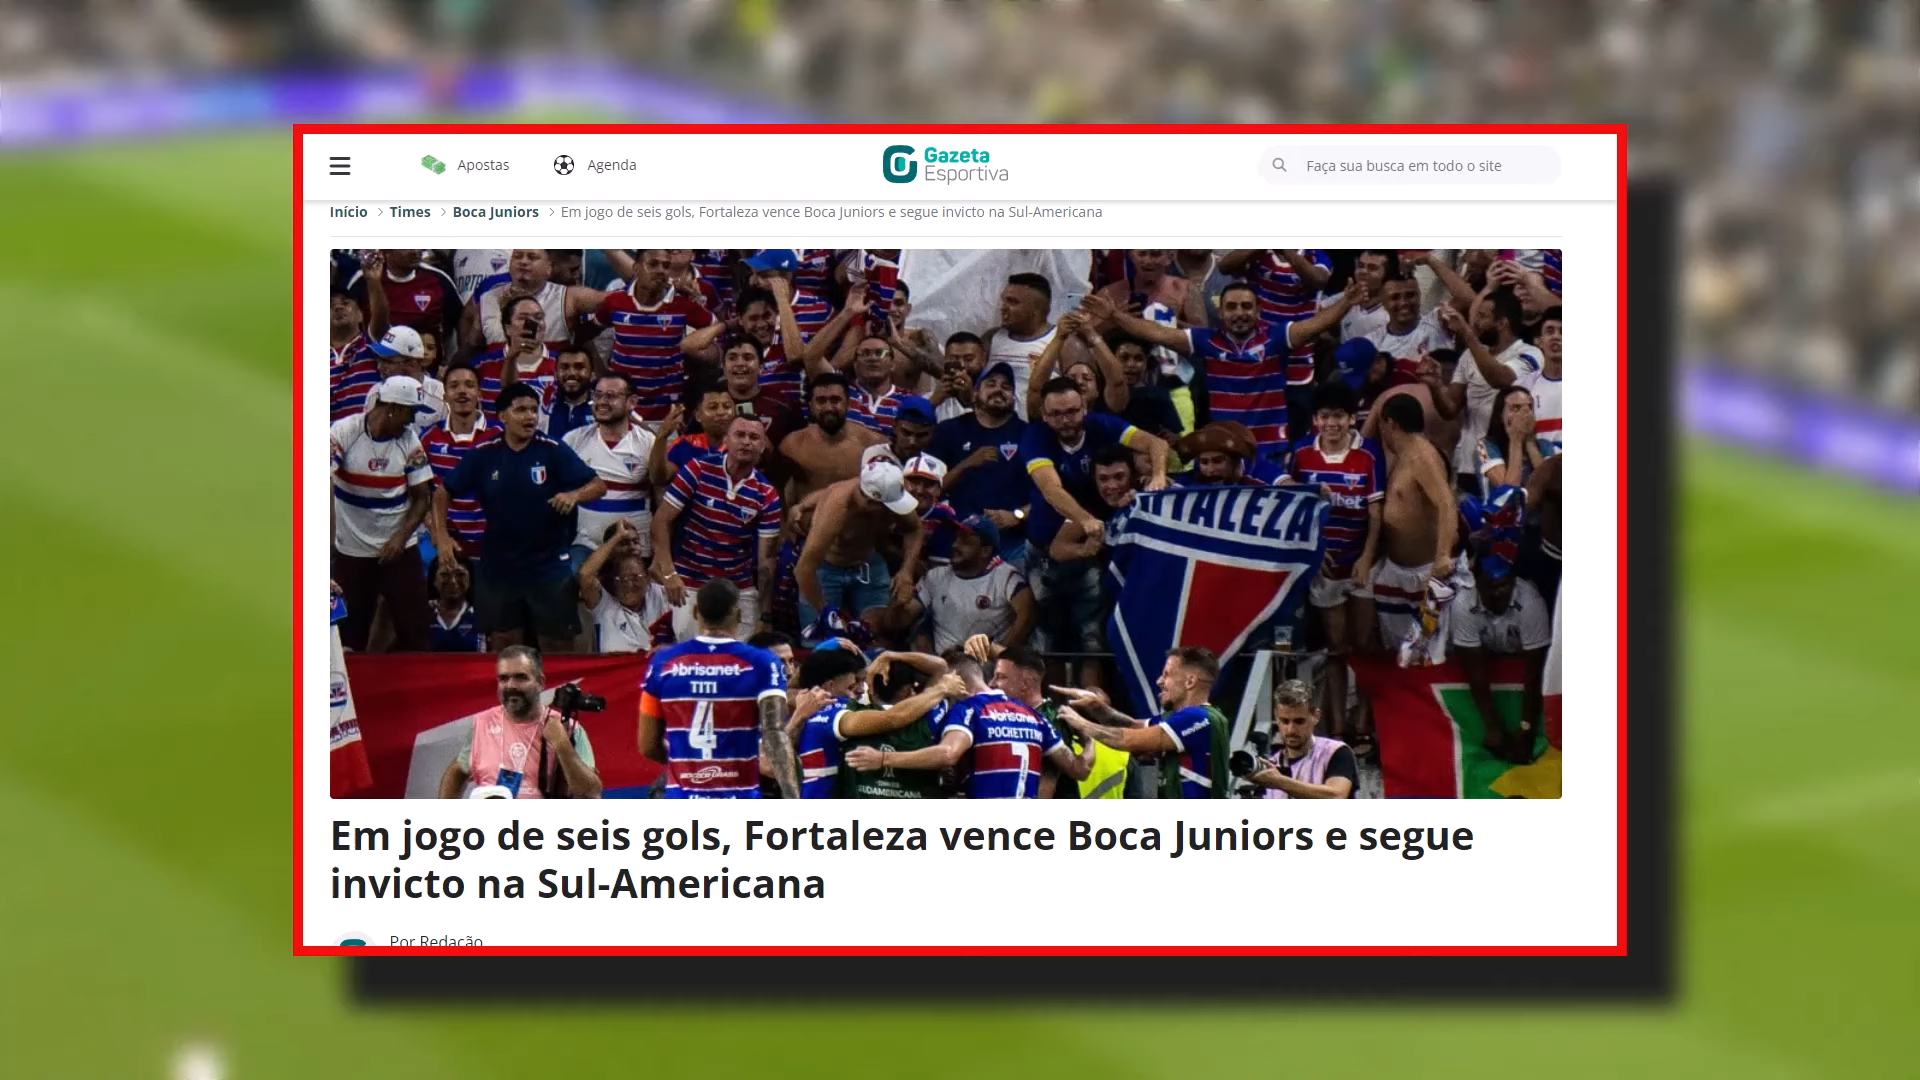 Apostas
Agenda
Gazeta
Esportiva
Faça sua busca em todo o site
Início > Times > Boca Juniors > Em jogo de seis gols, Fortaleza vence Boca Juniors e segue invicto na Sul-Americana
brisanet
TITI
4
POCHETTINO
7
SUDAMERICANA
Em jogo de seis gols, Fortaleza vence Boca Juniors e segue
invicto na Sul-Americana
Por Redação